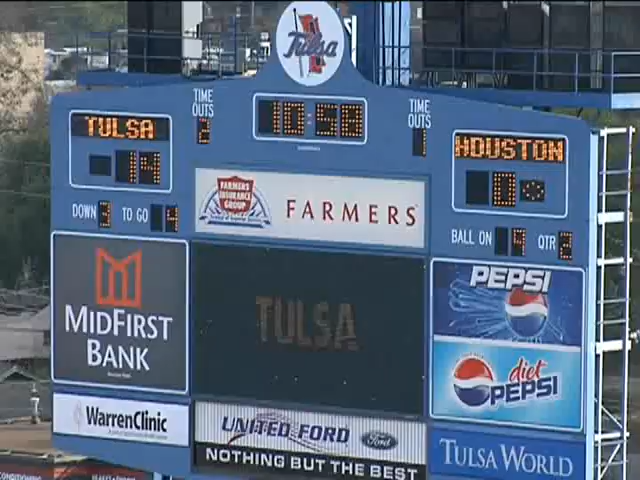 Tulsa
TIME OUTS
2
10:58
TIME OUTS
1
TULSA
14
HOUSTON
0
FARMERS INSURANCE GROUP
FARMERS
DOWN 3 TO GO 4
BALL ON 4 QTR 2
MIDFIRST
BANK
TULSA
PEPSI
diet
PEPSI
WarrenClinic
UNITED FORD
Ford
NOTHING BUT THE BEST
TULSA WORLD